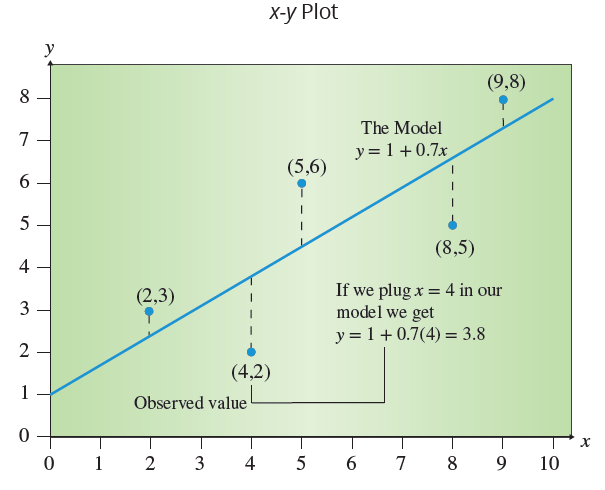 x-y Plot
y
8
(9,8)
The Model
7
y = 1 + 0.7x
(5,6)
6
5
(8,5)
4
If we plug x = 4 in our
model we get
y = 1 + 0.7(4) = 3.8
(2,3)
3
2
(4,2)
1
Observed value
0
x
0 1 2 3 4 5 6 7 8 9 10